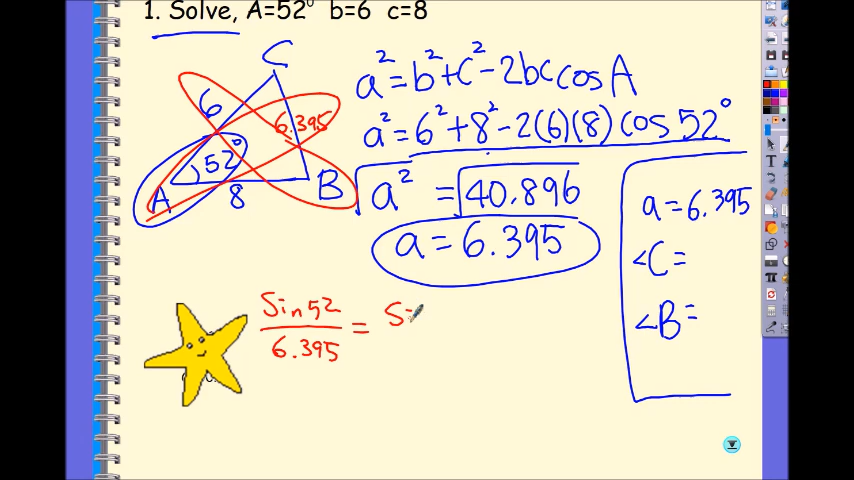 1. Solve, A=52° b=6 c=8
C
6
6.395
52°
A
8
B
a² = b² + c² - 2bc cos A
a² = 6² + 8² - 2(6)(8) cos 52°
√a² = √40.896
a = 6.395
a = 6.395
<C =
<B =
Sin 52 / 6.395 = Si